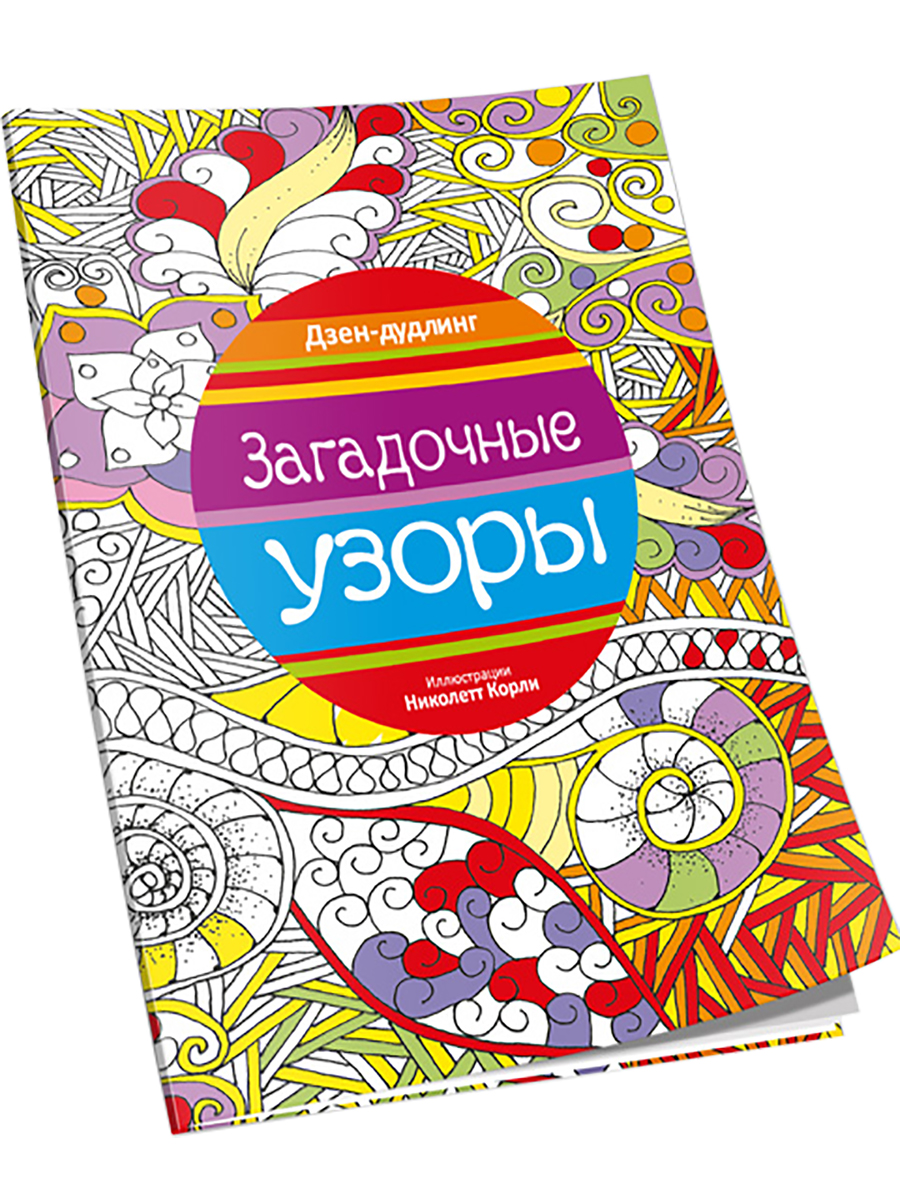 Дзен-дудлинг
Загадочные
узоры
Иллюстрации
Николетт Корли